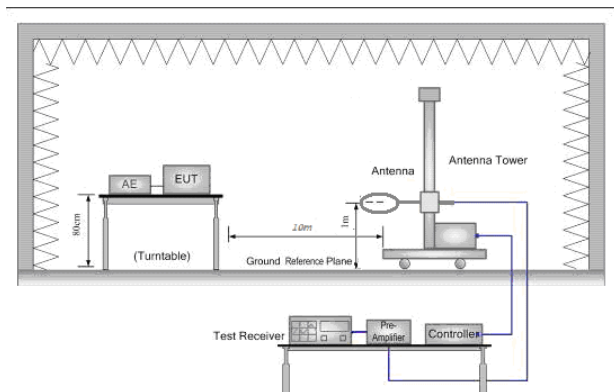 Antenna Tower
Antenna
AE
EUT
80cm
(Turntable)
10m
1m
Ground Reference Plane
Test Receiver
Pre-
Amplifier
Controller